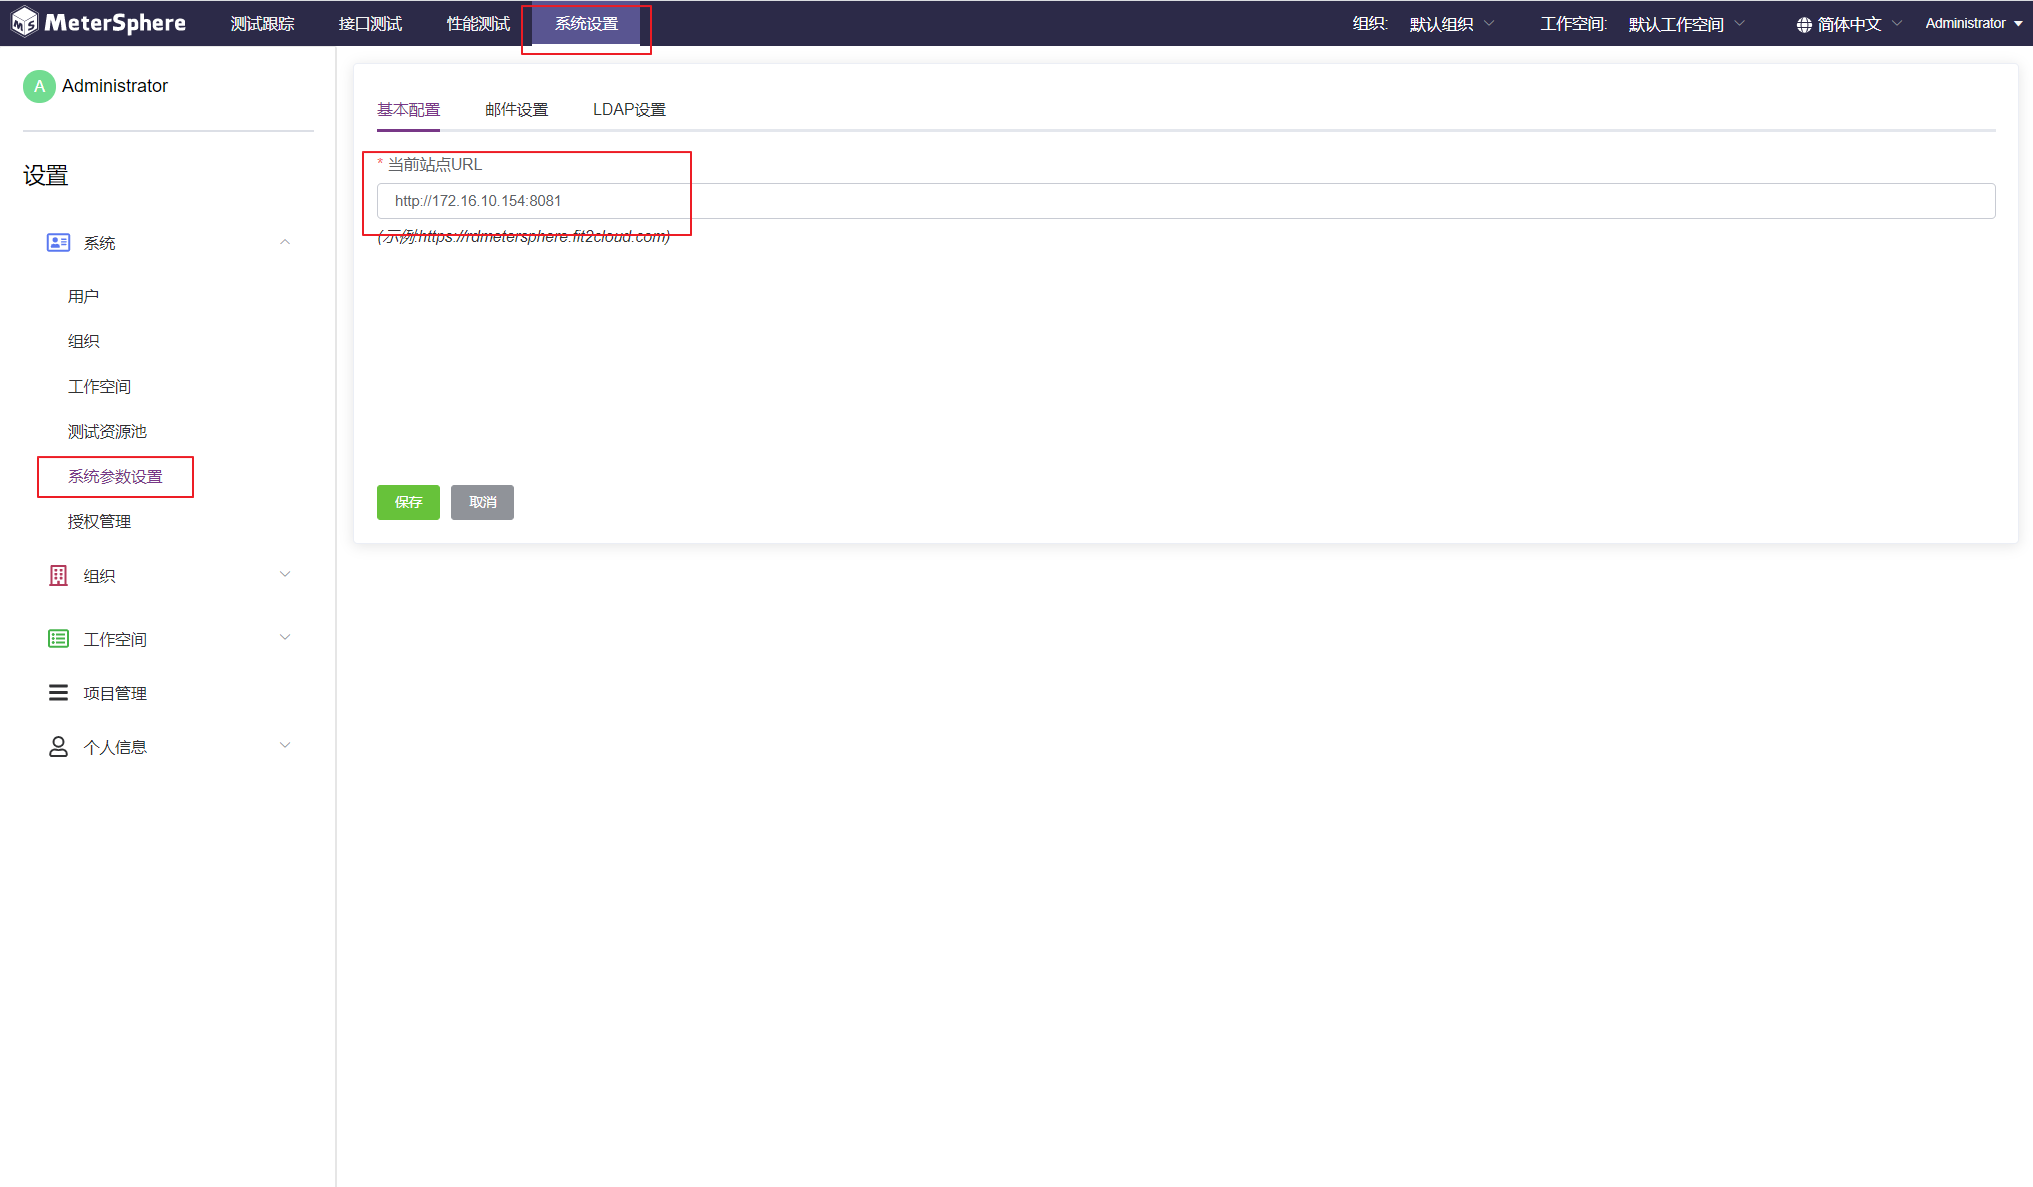 MeterSphere 测试跟踪 接口测试 性能测试 系统设置 组织: 默认组织 工作空间: 默认工作空间 简体中文 Administrator
A Administrator
设置
系统
用户
组织
工作空间
测试资源池
系统参数设置
授权管理
组织
工作空间
项目管理
个人信息
基本配置 邮件设置 LDAP设置
* 当前站点URL
http://172.16.10.154:8081
(示例:https://rdmetersphere.fit2cloud.com)
保存 取消